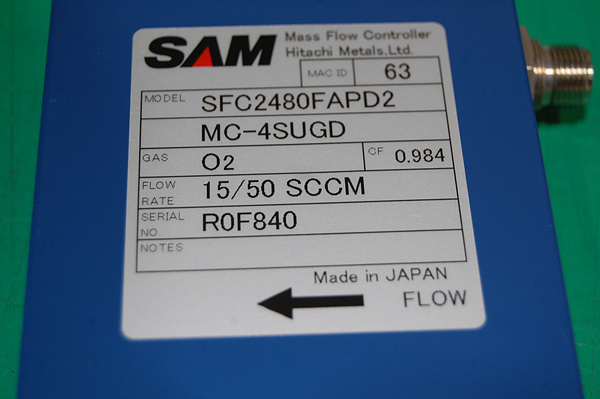 SAM Mass Flow Controller
Hitachi Metals,Ltd.
MAC ID 63
MODEL SFC2480FAPD2
MC-4SUGD
GAS O2 CF 0.984
FLOW RATE 15/50 SCCM
SERIAL NO. R0F840
NOTES
Made in JAPAN
FLOW